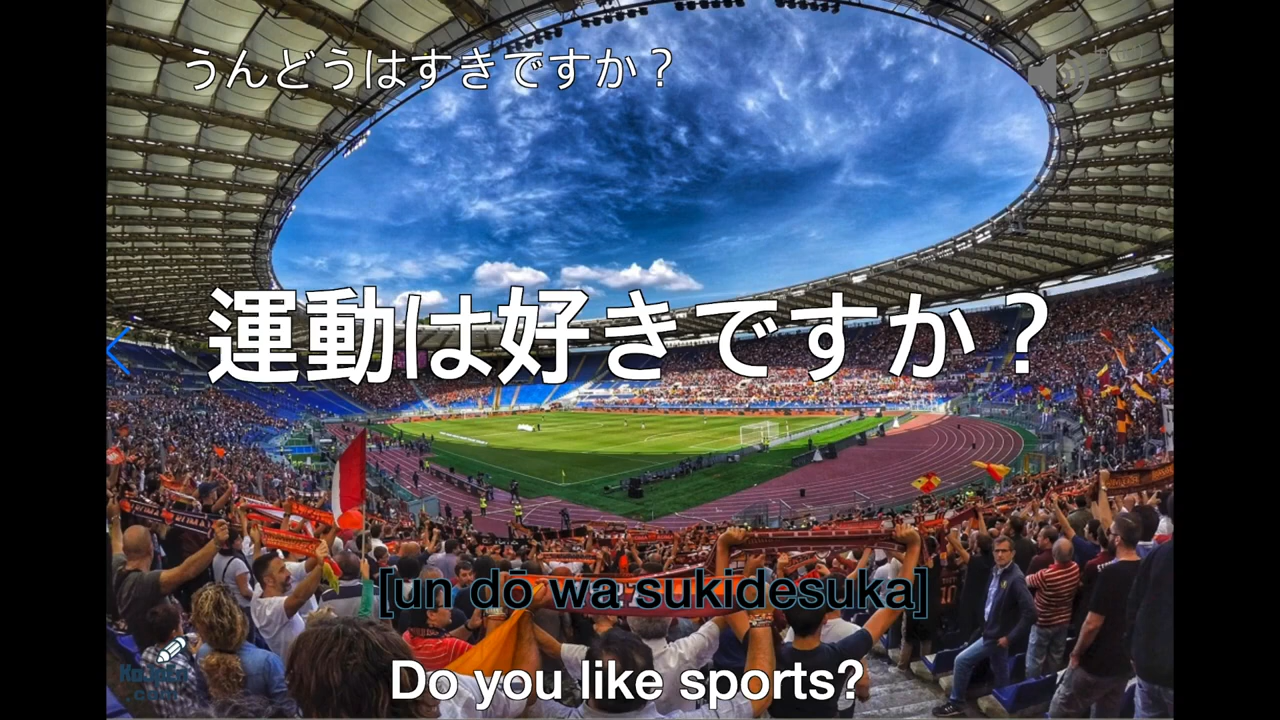 うんどうはすきですか？
運動は好きですか？
[un dō wa sukidesuka]
Do you like sports?